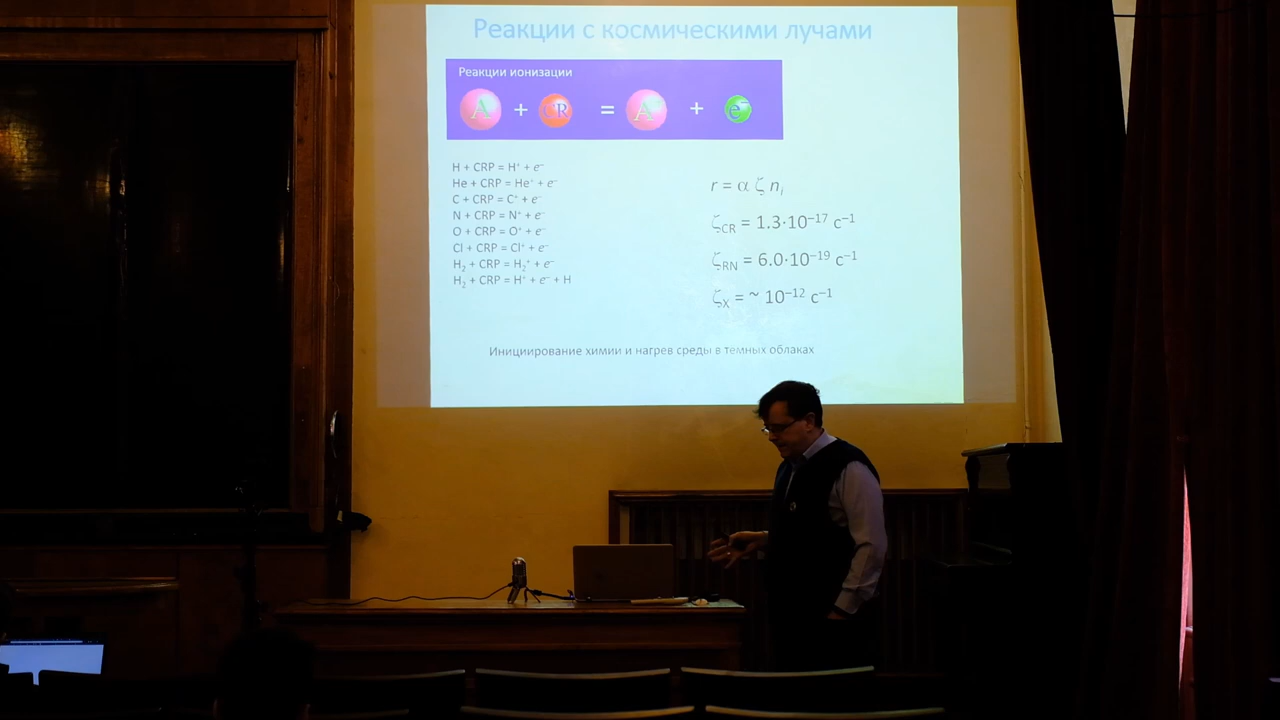 Реакции с космическими лучами
Реакции ионизации
A + CR = A + e⁻
H + CRP = H⁺ + e⁻
He + CRP = He⁺ + e⁻
C + CRP = C⁺ + e⁻
N + CRP = N⁺ + e⁻
O + CRP = O⁺ + e⁻
Cl + CRP = Cl⁺ + e⁻
H₂ + CRP = H₂⁺ + e⁻
H₂ + CRP = H⁺ + e⁻ + H
r = α ζ nᵢ
ζCR = 1.3·10⁻¹⁷ с⁻¹
ζRN = 6.0·10⁻¹⁹ с⁻¹
ζX = ~ 10⁻¹² с⁻¹
Инициирование химии и нагрев среды в темных облаках